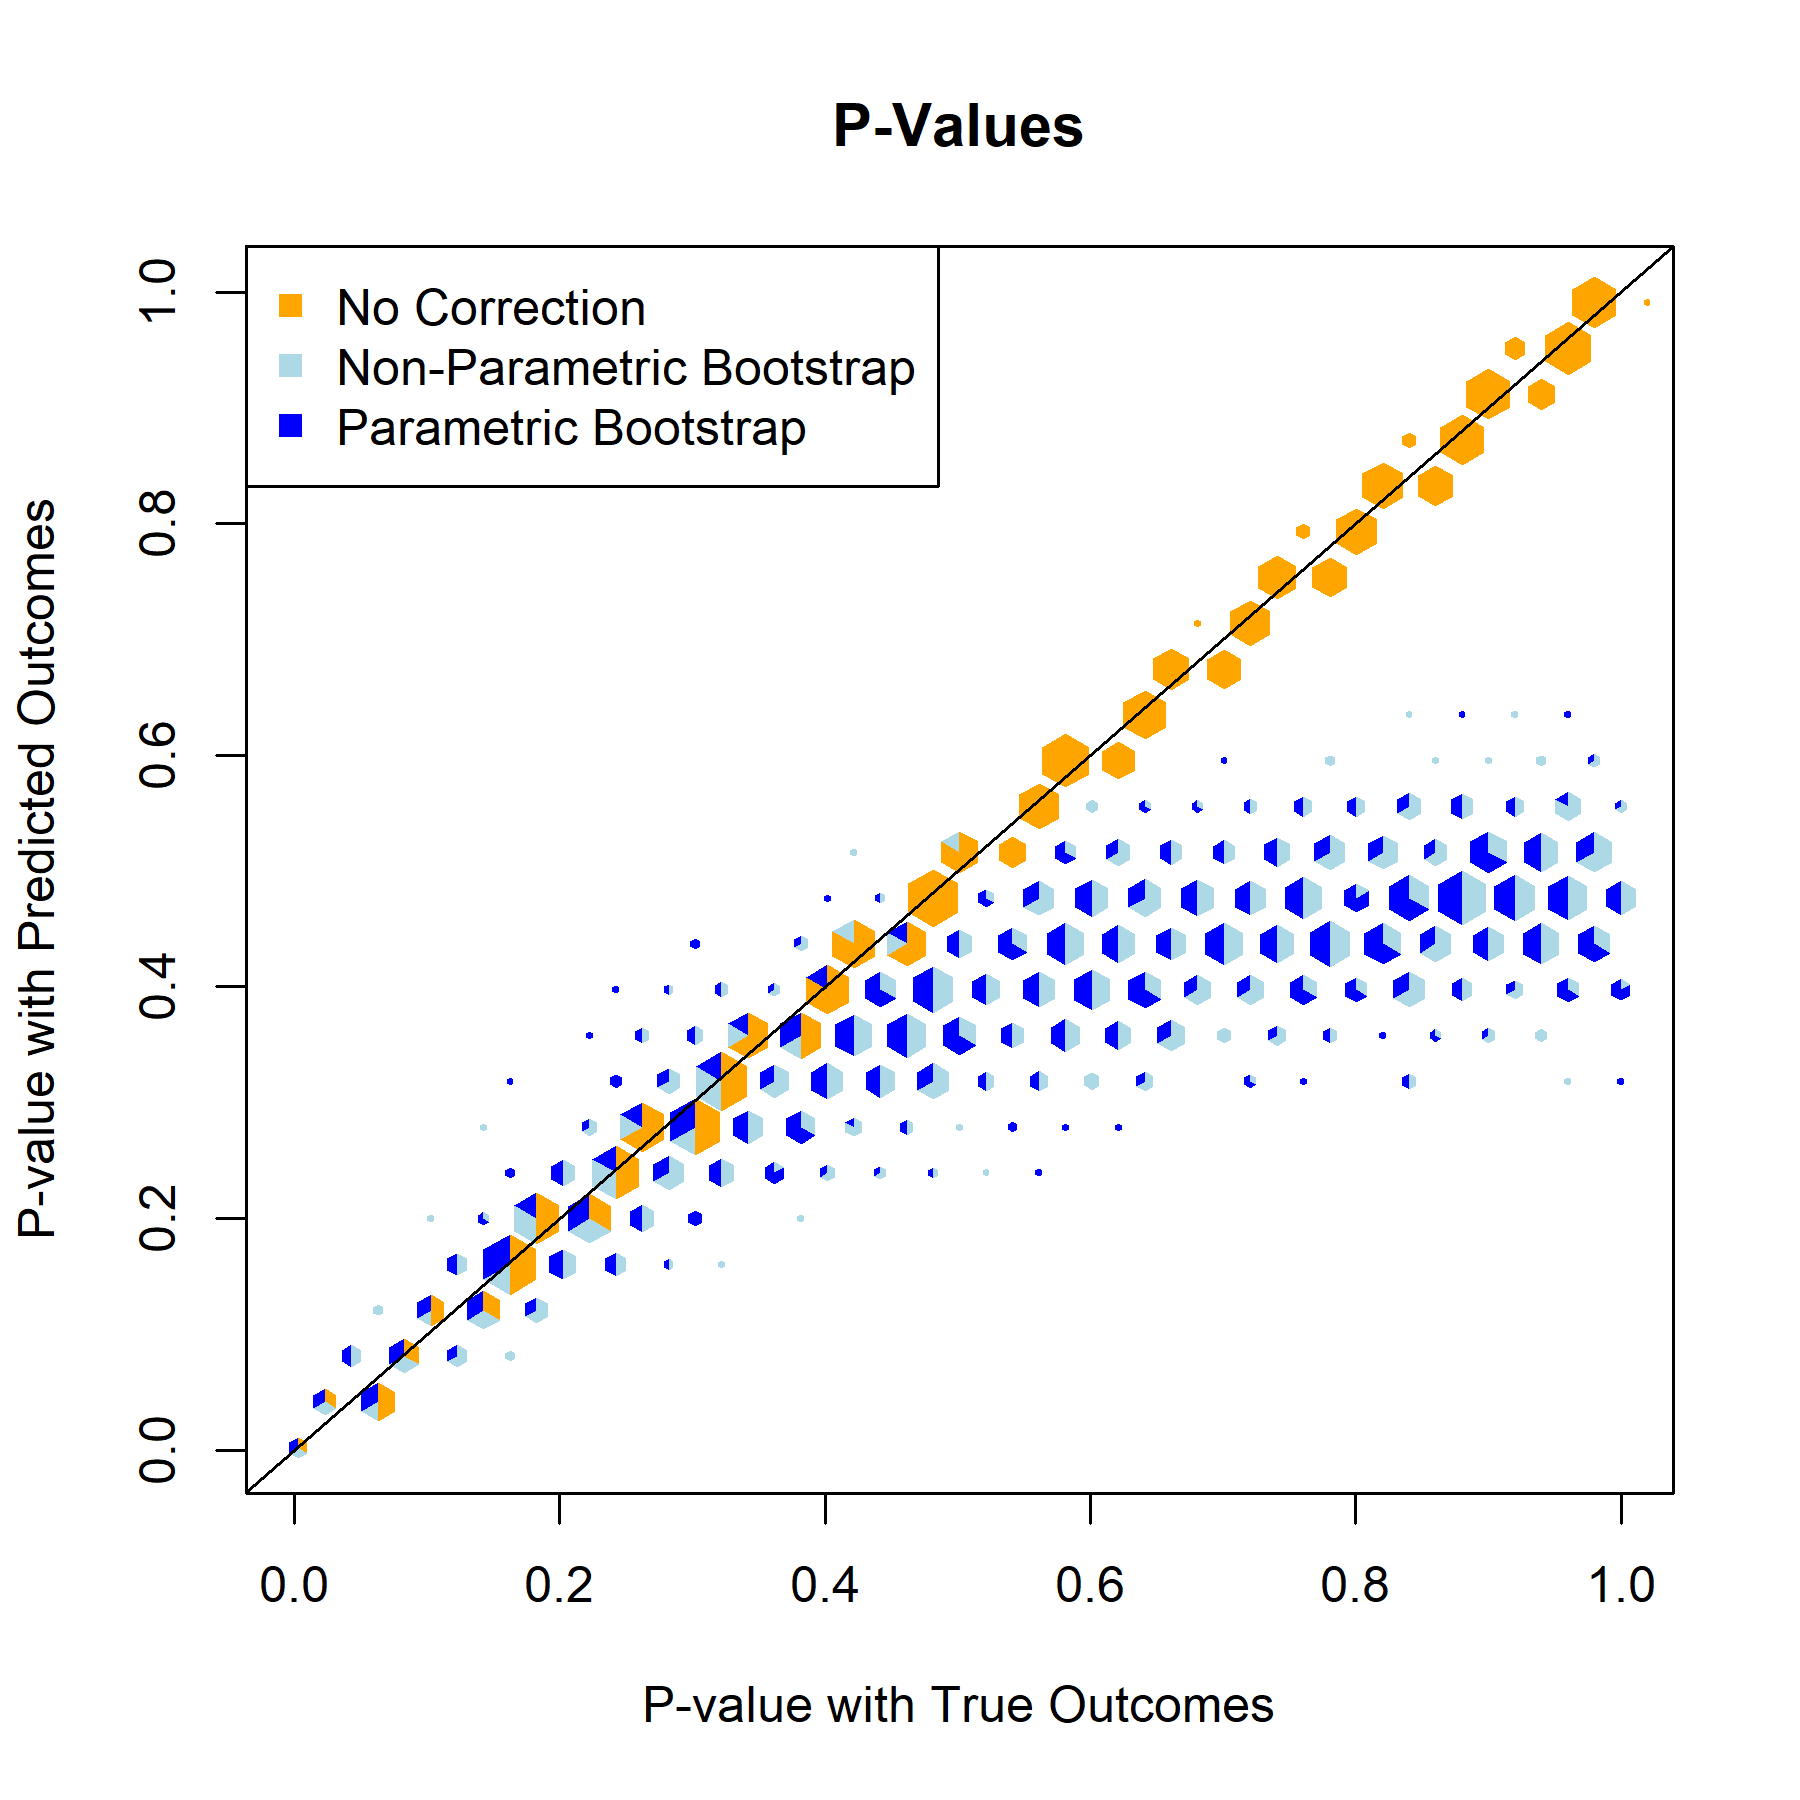 P-Values
No Correction
Non-Parametric Bootstrap
Parametric Bootstrap
P-value with Predicted Outcomes
1.0
0.8
0.6
0.4
0.2
0.0
0.0 0.2 0.4 0.6 0.8 1.0
P-value with True Outcomes